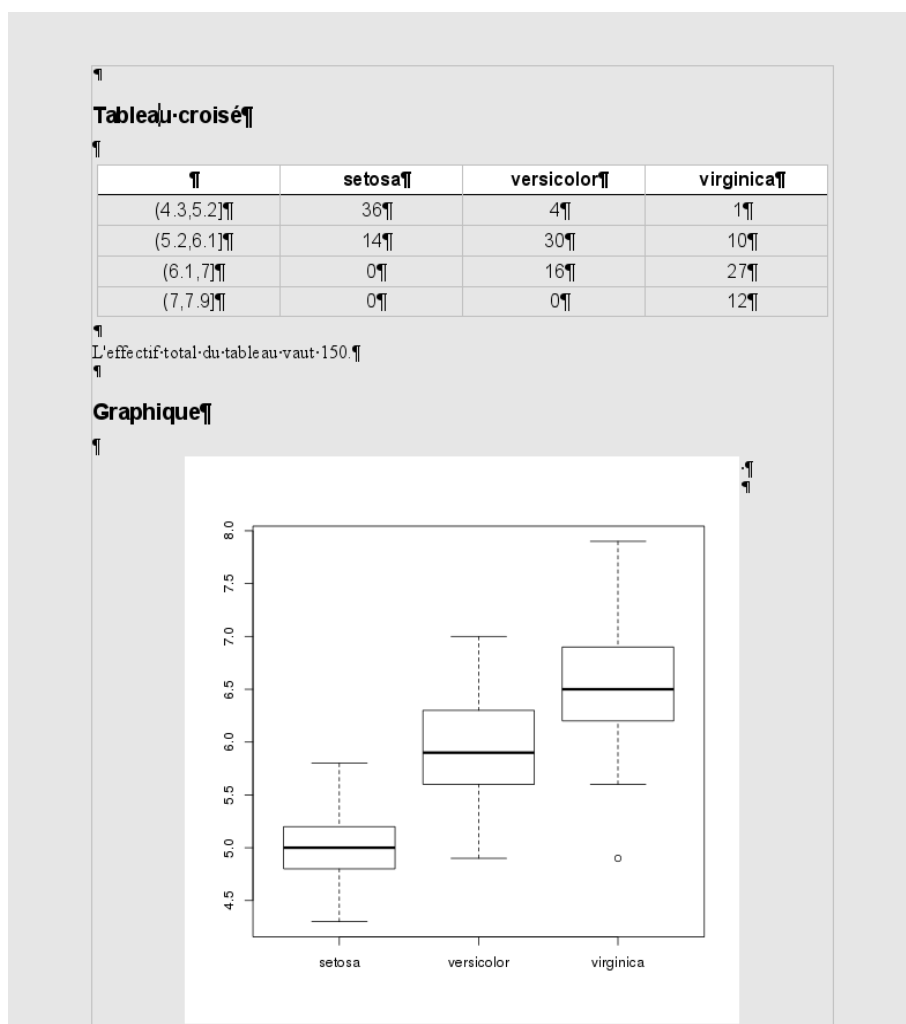 ¶
Tableau·croisé¶
¶
¶ setosa¶ versicolor¶ virginica¶
(4.3,5.2]¶ 36¶ 4¶ 1¶
(5.2,6.1]¶ 14¶ 30¶ 10¶
(6.1,7]¶ 0¶ 16¶ 27¶
(7,7.9]¶ 0¶ 0¶ 12¶
¶
L'effectif·total·du·tableau·vaut·150.¶
¶
Graphique¶
¶
·¶
¶
8.0
7.5
7.0
6.5
6.0
5.5
5.0
4.5
setosa versicolor virginica